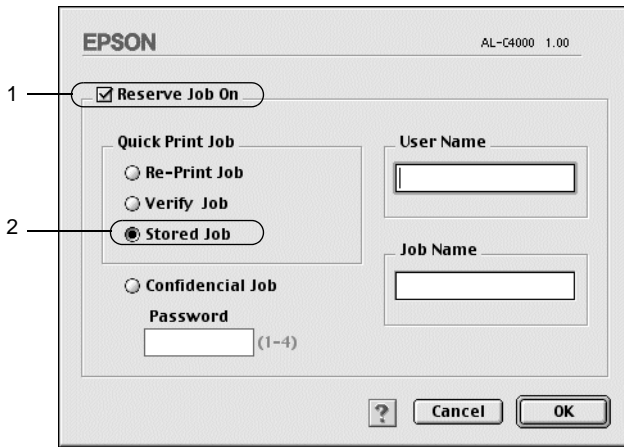 EPSON AL-C4000 1.00
1 Reserve Job On
Quick Print Job
Re-Print Job
Verify Job
2 Stored Job
Confidencial Job
Password
(1-4)
User Name
Job Name
? Cancel OK